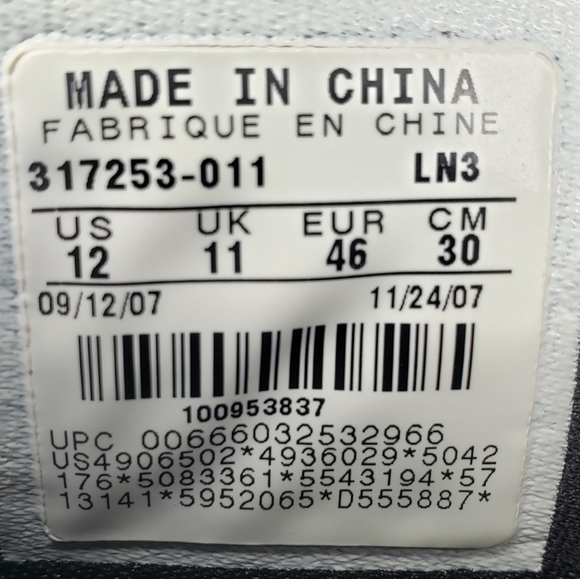 MADE IN CHINA
FABRIQUE EN CHINE
317253-011 LN3
US UK EUR CM
12 11 46 30
09/12/07 11/24/07
100953837
UPC 00666032532966
US4906502*4936029*5042
176*5083361*5543194*57
13141*5952065*D555887*